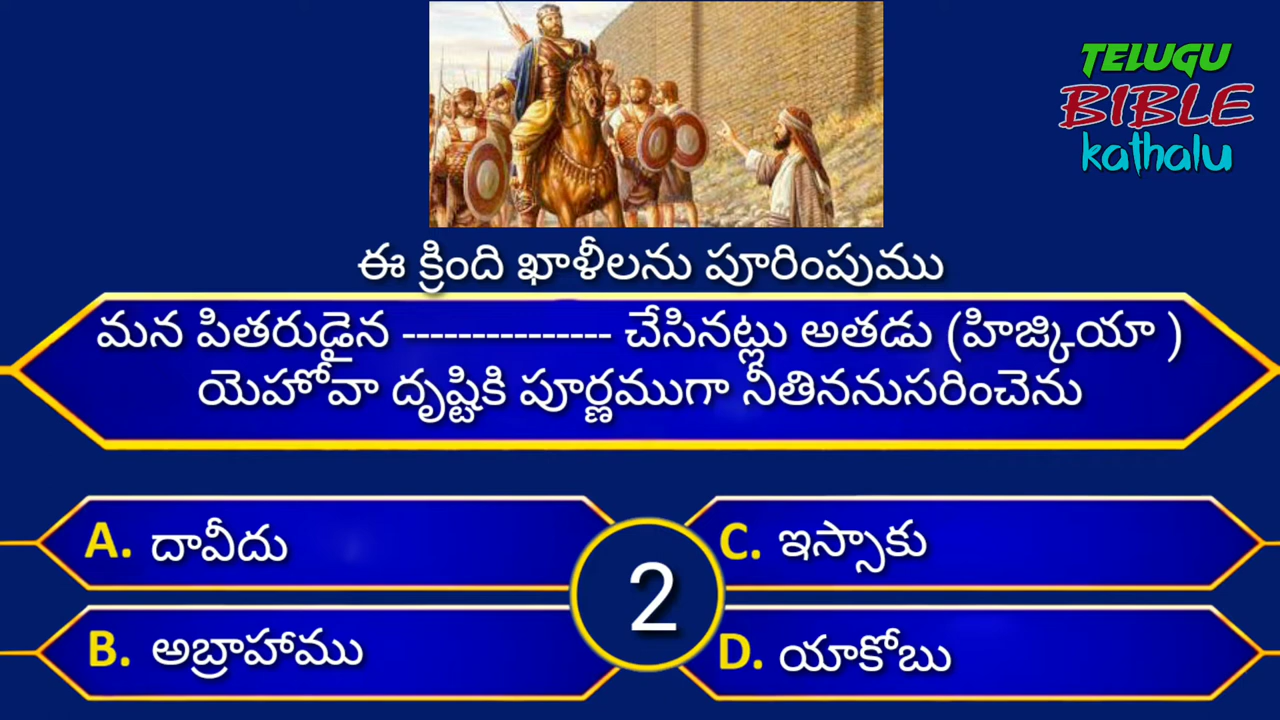 TELUGU
BIBLE
kathalu
ఈ క్రింది ఖాళీలను పూరింపుము
మన పితరుడైన --------------- చేసినట్లు అతడు (హిజ్కియా )
యెహోవా దృష్టికి పూర్ణముగా నీతిననుసరించెను
A. దావీదు
C. ఇస్సాకు
2
B. అబ్రాహాము
D. యాకోబు